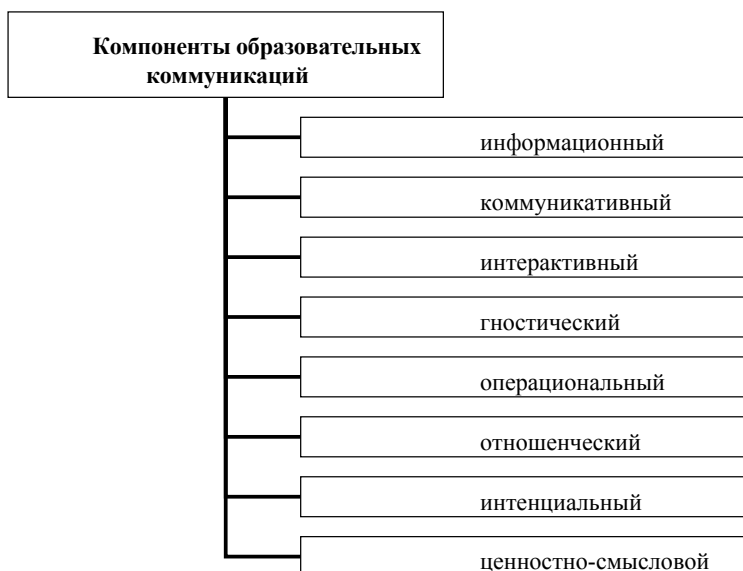 Компоненты образовательных
коммуникаций
информационный
коммуникативный
интерактивный
гностический
операциональный
отношенческий
интенциальный
ценностно-смысловой